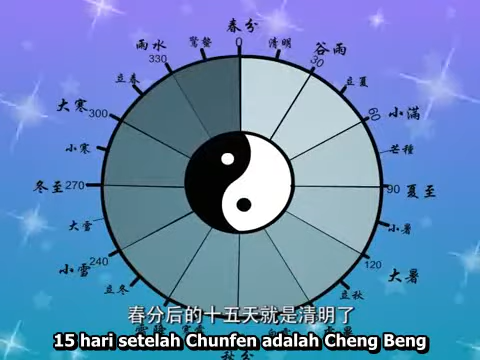 春分
驚蟄
0
清明
雨水
330
谷雨
30
立春
立夏
大寒
300
60
小滿
小寒
芒種
冬至
270
90
夏至
大雪
小暑
小雪
240
120
大暑
立冬
立秋
春分后的十五天就是清明了
15 hari setelah Chunfen adalah Cheng Beng
秋分